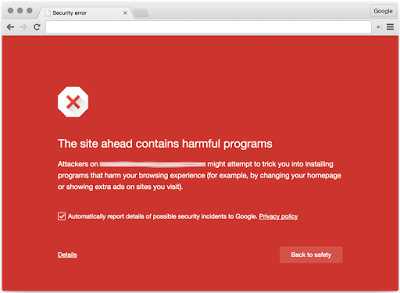 Security error
Google
The site ahead contains harmful programs
Attackers on might attempt to trick you into installing
programs that harm your browsing experience (for example, by changing your homepage
or showing extra ads on sites you visit).
Automatically report details of possible security incidents to Google. Privacy policy
Details
Back to safety